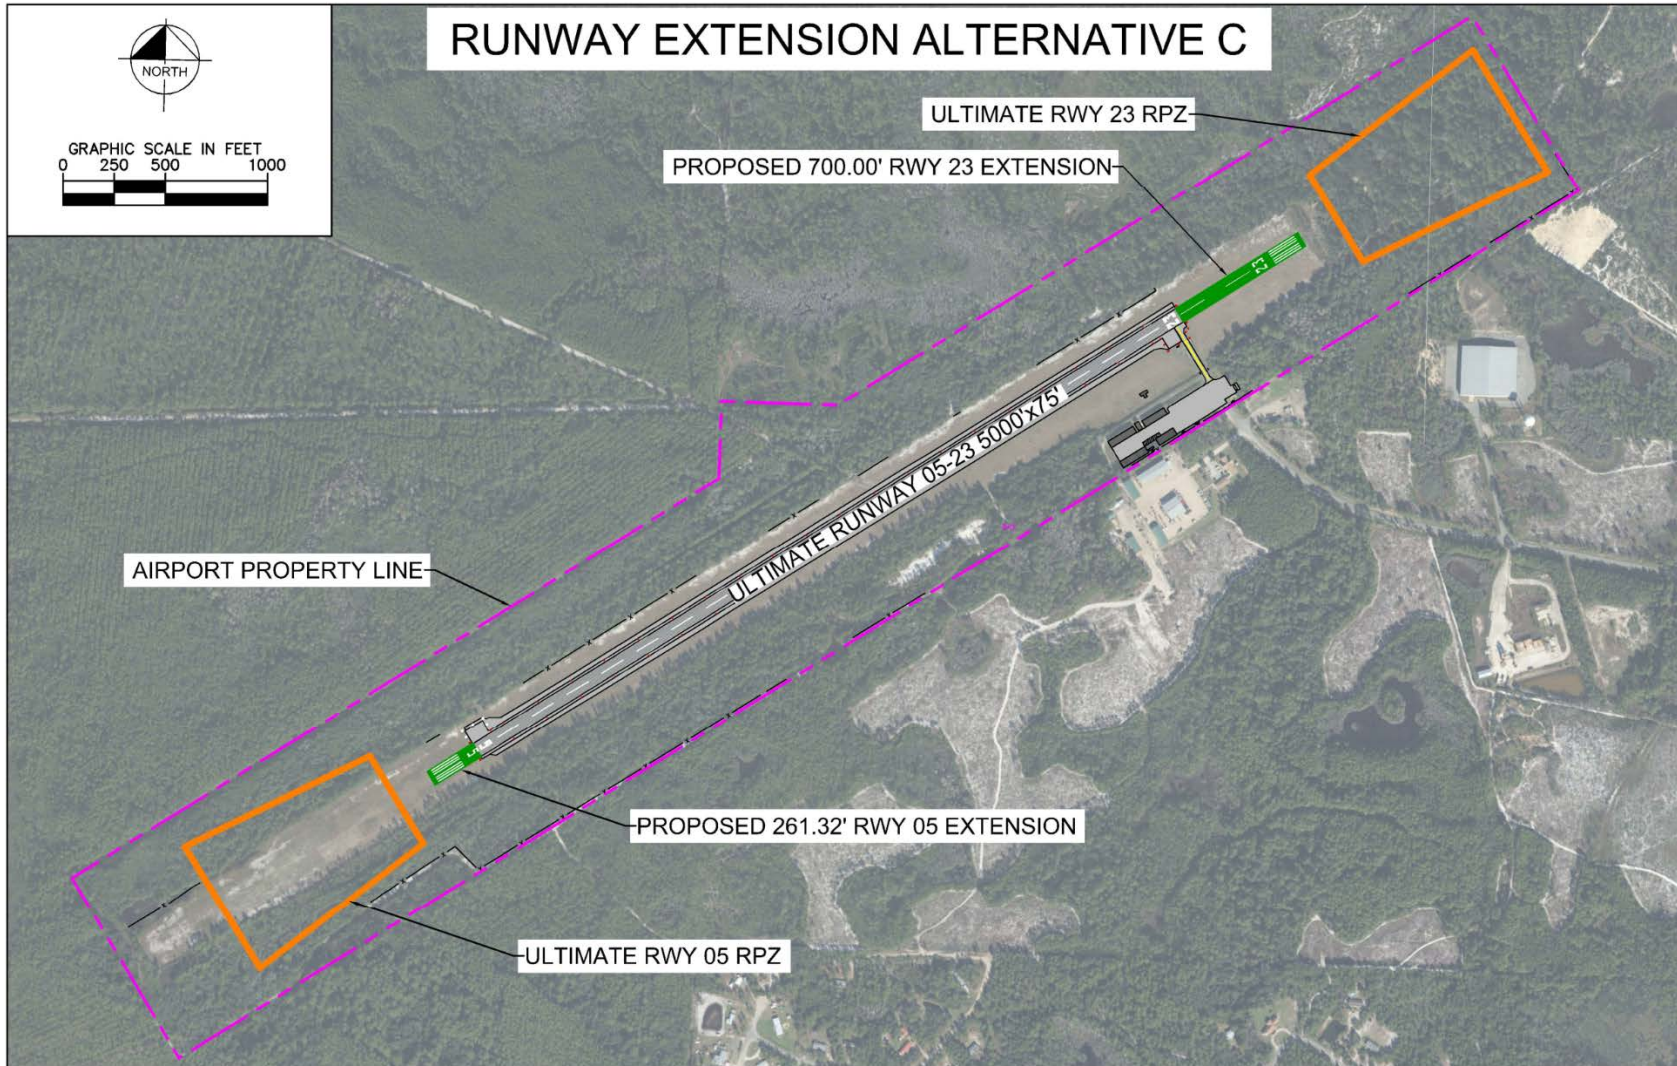 RUNWAY EXTENSION ALTERNATIVE C
NORTH
GRAPHIC SCALE IN FEET
0 250 500 1000
ULTIMATE RWY 23 RPZ
PROPOSED 700.00' RWY 23 EXTENSION
23
ULTIMATE RUNWAY 05-23 5000'x75'
AIRPORT PROPERTY LINE
PROPOSED 261.32' RWY 05 EXTENSION
ULTIMATE RWY 05 RPZ